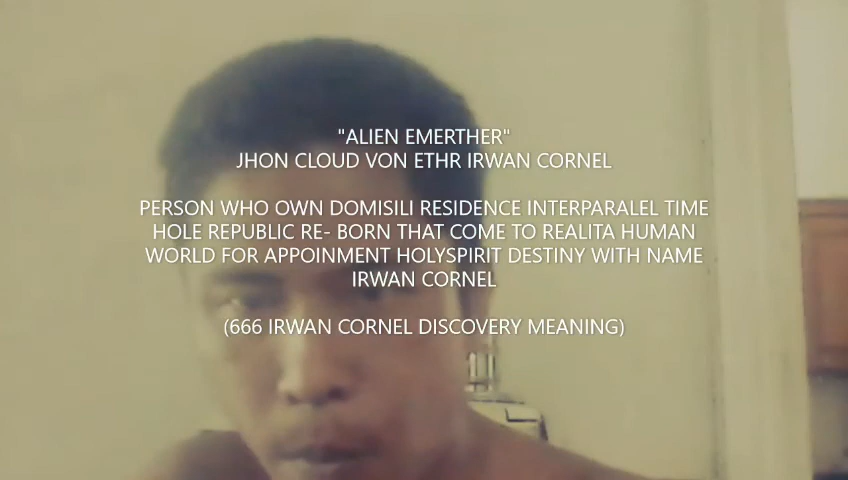 "ALIEN EMERTHER"
JHON CLOUD VON ETHR IRWAN CORNEL
PERSON WHO OWN DOMISILI RESIDENCE INTERPARALEL TIME
HOLE REPUBLIC RE- BORN THAT COME TO REALITA HUMAN
WORLD FOR APPOINMENT HOLYSPIRIT DESTINY WITH NAME
IRWAN CORNEL
(666 IRWAN CORNEL DISCOVERY MEANING)